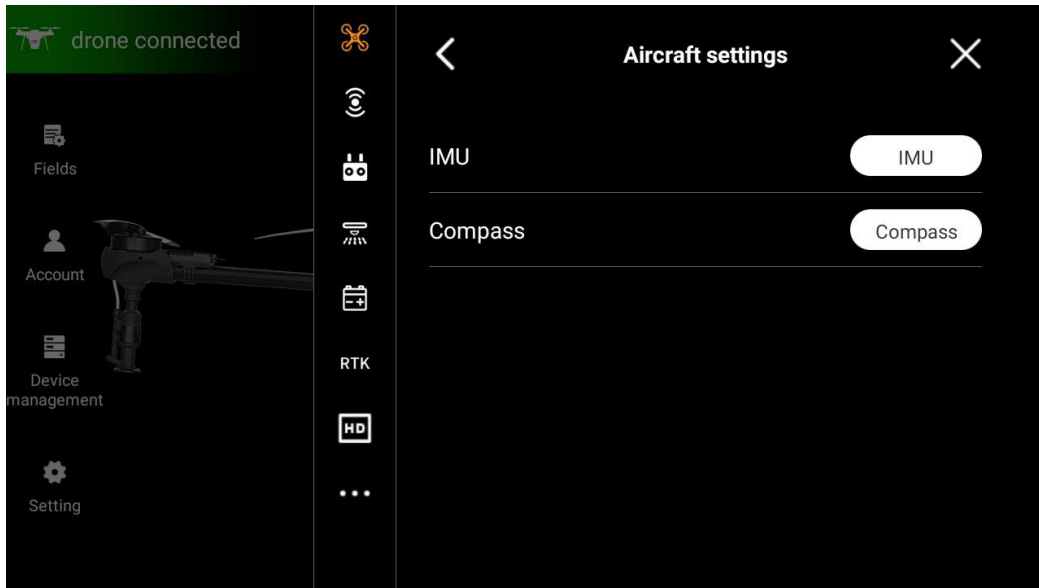 drone connected
Fields
Account
Device
management
Setting
RTK
HD
Aircraft settings
IMU IMU
Compass Compass